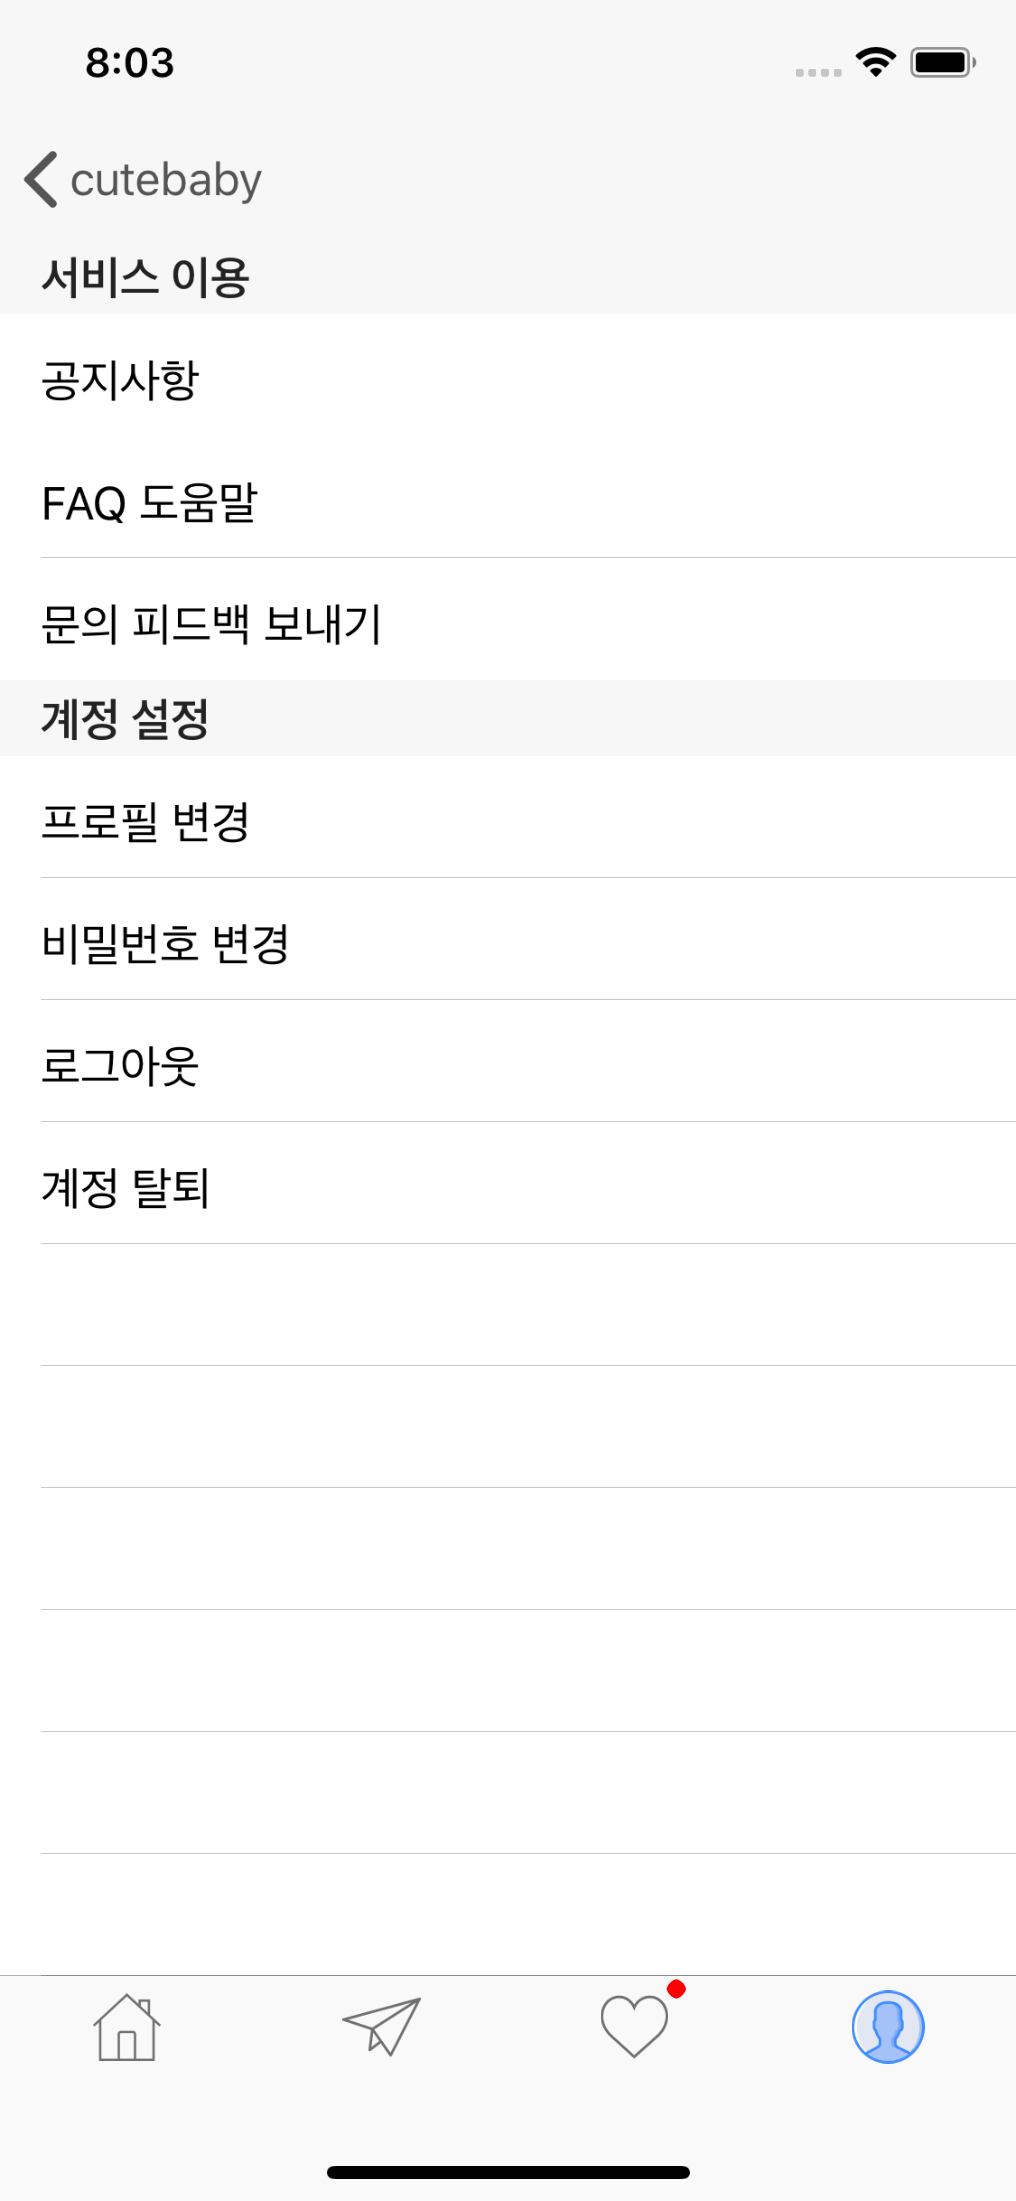 8:03
cutebaby
서비스 이용
공지사항
FAQ 도움말
문의 피드백 보내기
계정 설정
프로필 변경
비밀번호 변경
로그아웃
계정 탈퇴